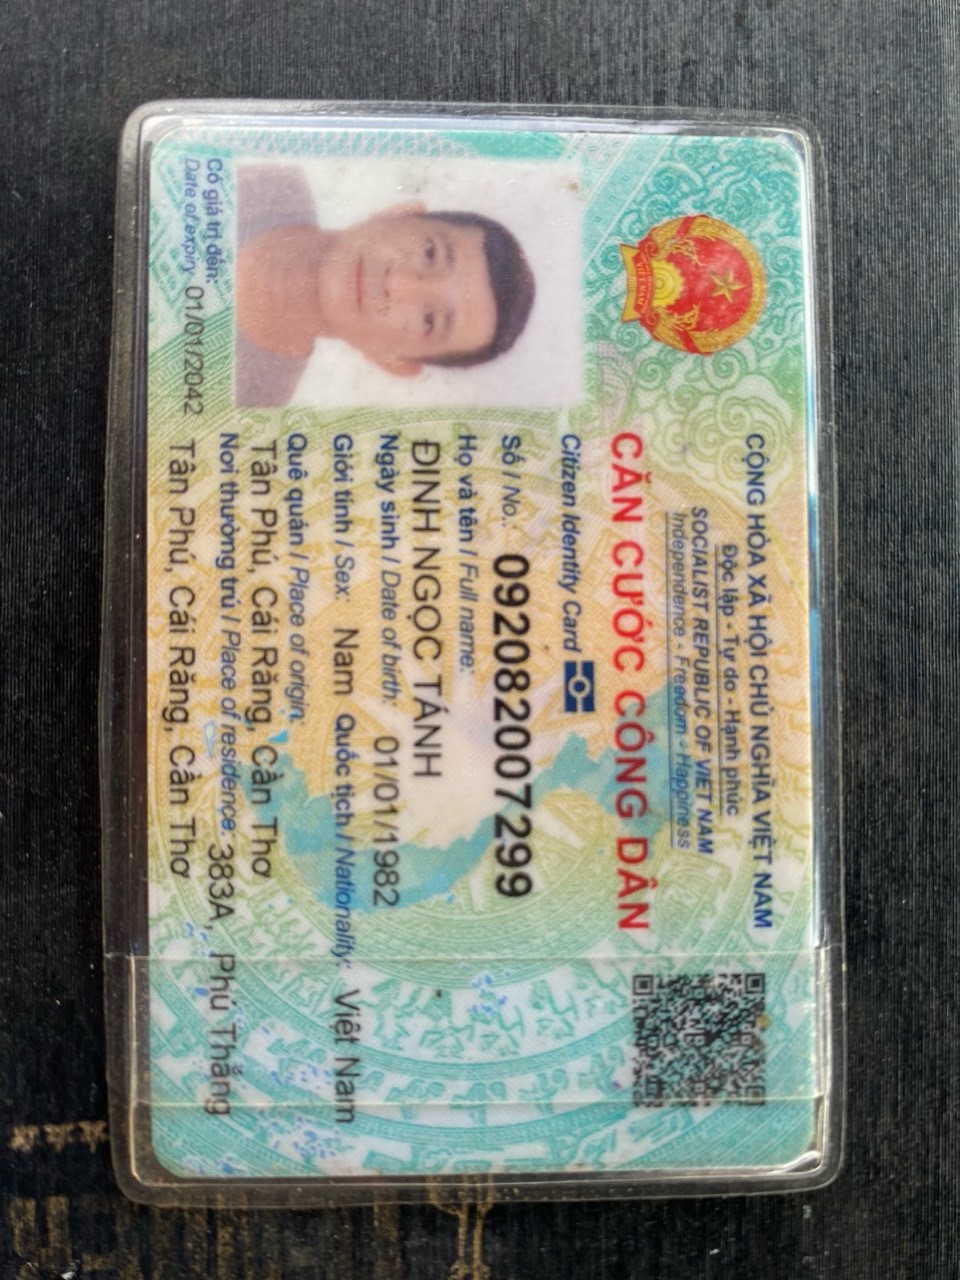 CỘNG HÒA XÃ HỘI CHỦ NGHĨA VIỆT NAM
Độc lập - Tự do - Hạnh phúc
SOCIALIST REPUBLIC OF VIET NAM
Independence - Freedom - Happiness
CĂN CƯỚC CÔNG DÂN
Citizen Identity Card
Số / No.: 092082007299
Họ và tên / Full name:
ĐINH NGỌC TÁNH
Ngày sinh / Date of birth: 01/01/1982
Giới tính / Sex: Nam Quốc tịch / Nationality: Việt Nam
Quê quán / Place of origin:
Tân Phú, Cái Răng, Cần Thơ
Nơi thường trú / Place of residence: 383A, Phú Thắng
Tân Phú, Cái Răng, Cần Thơ
Có giá trị đến: 01/01/2042
Date of expiry